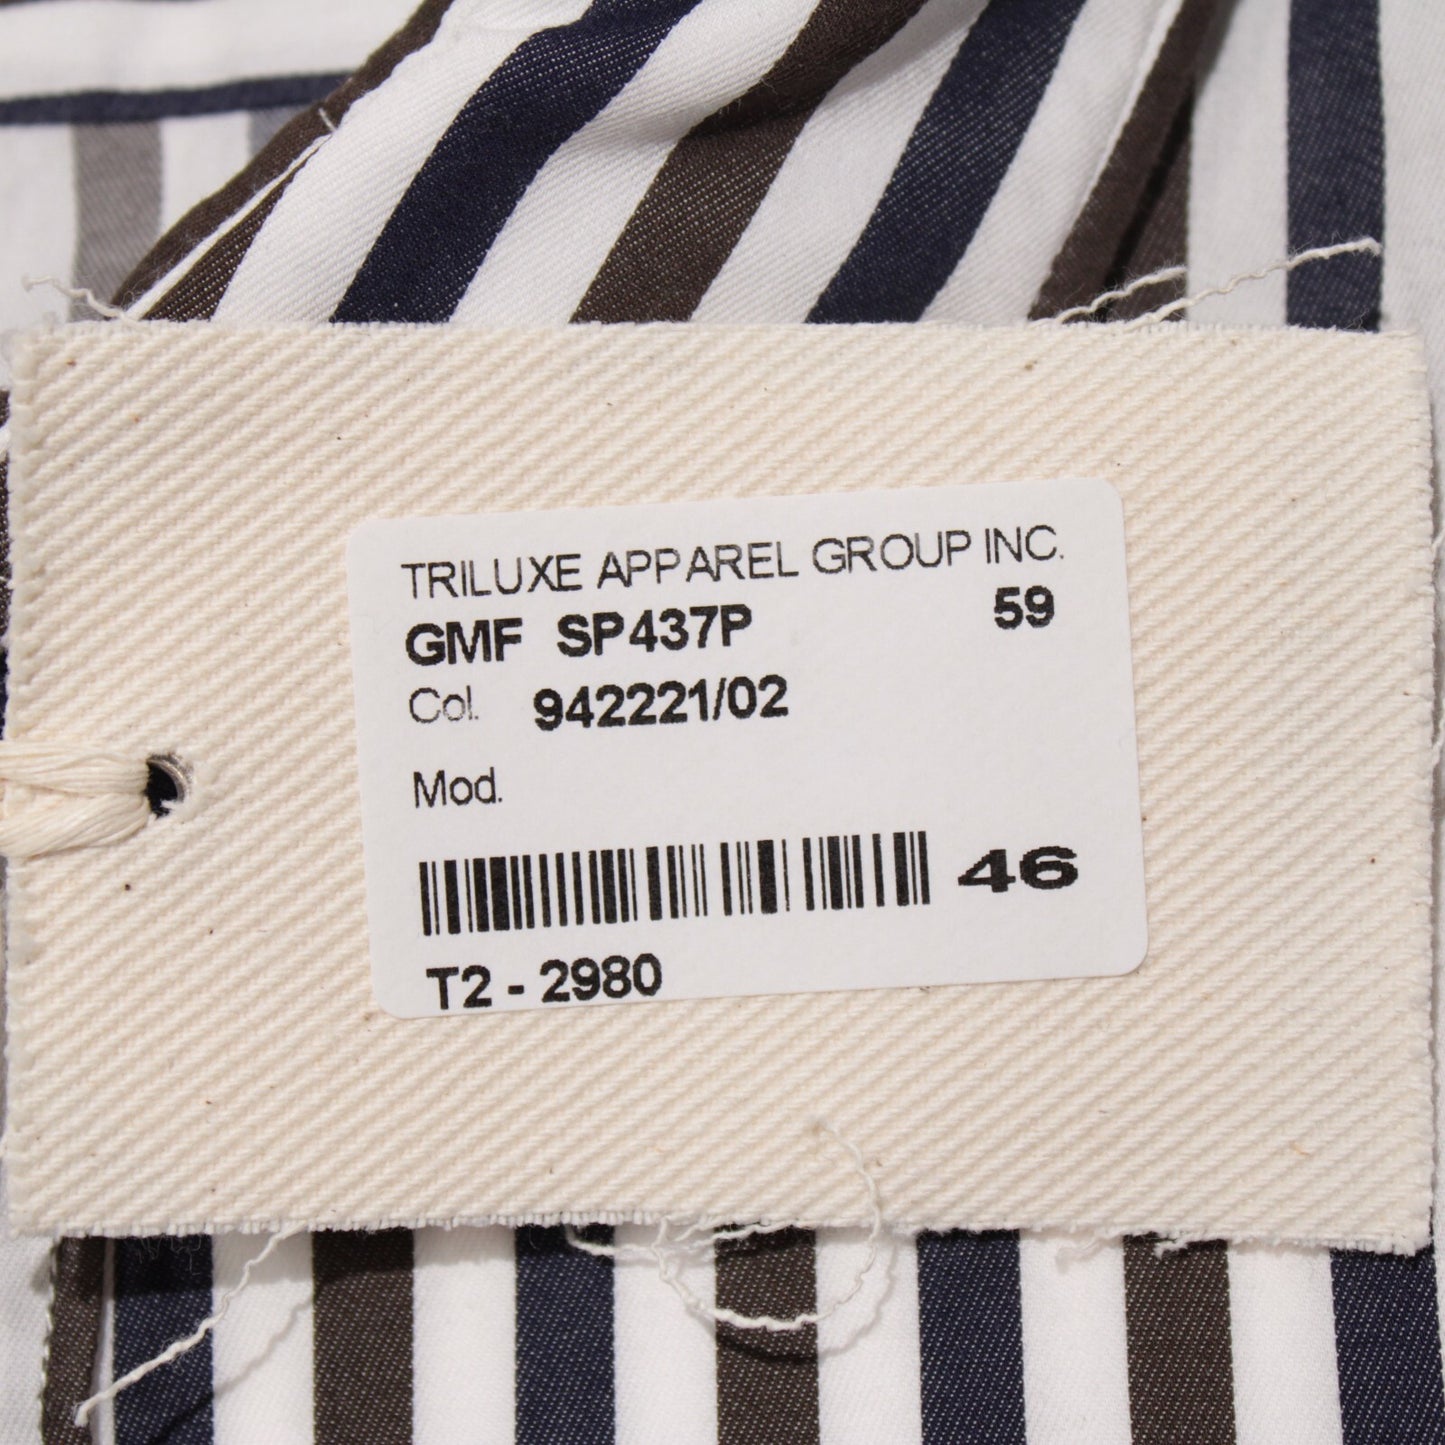 TRILUXE APPAREL GROUP INC.
GMF SP437P 59
Col. 942221/02
Mod.
46
T2 - 2980